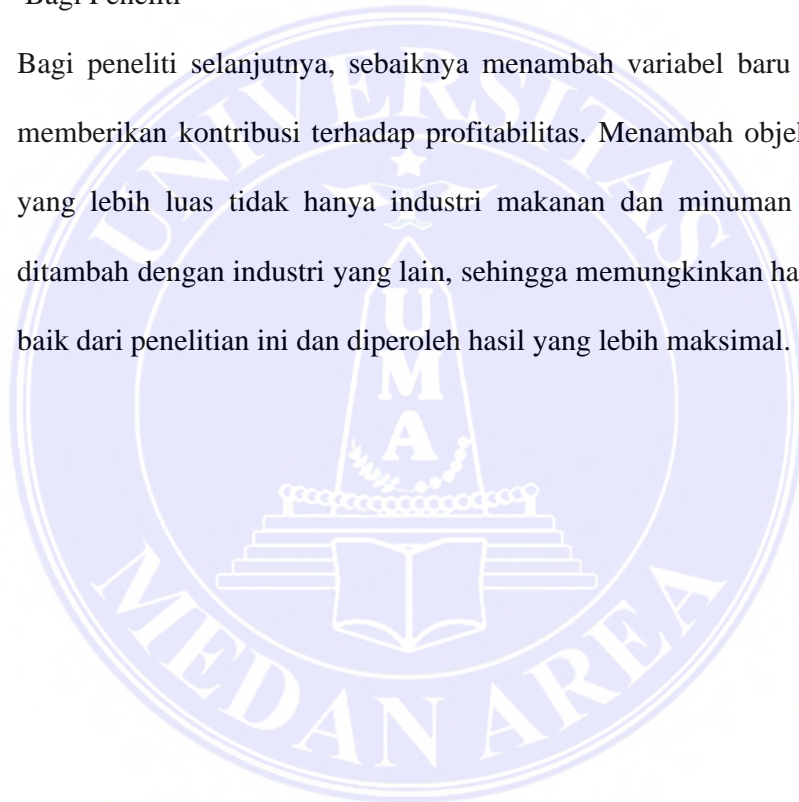 Bagi Peneliti
Bagi peneliti selanjutnya, sebaiknya menambah variabel baru
memberikan kontribusi terhadap profitabilitas. Menambah objek
yang lebih luas tidak hanya industri makanan dan minuman
ditambah dengan industri yang lain, sehingga memungkinkan
baik dari penelitian ini dan diperoleh hasil yang lebih maksimal.
UNIVERSITAS
UMA
MEDAN AREA